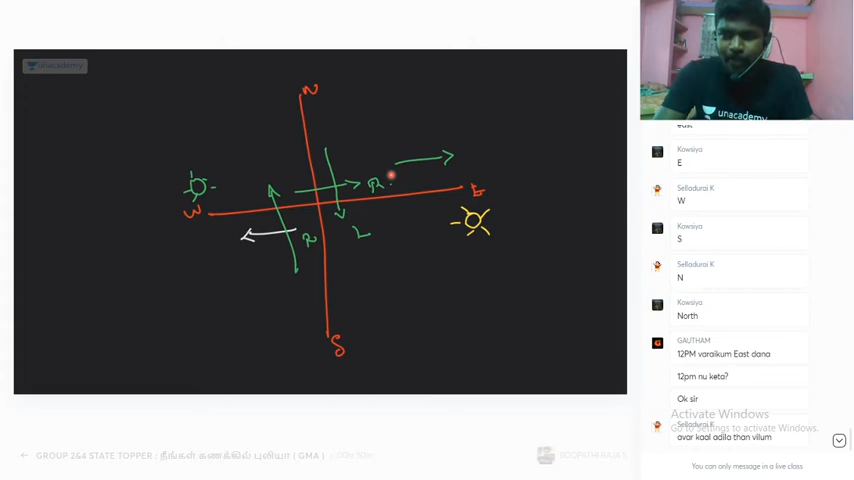 unacademy
N
W
E
R
R
L
S
unacademy
east
Kowsiya
E
Selladurai K
W
Kowsiya
S
Selladurai K
N
Kowsiya
North
GAUTHAM
12PM varaikum East dana
12pm nu keta?
Ok sir
Selladurai K
avar kaal adila than vilum
Activate Windows
Go to Settings to activate Windows.
You can only message in a live class
GROUP 2&4 STATE TOPPER : நீங்கள் கணக்கில் புலியா ( GMA )
BOOPATHI RAJA S